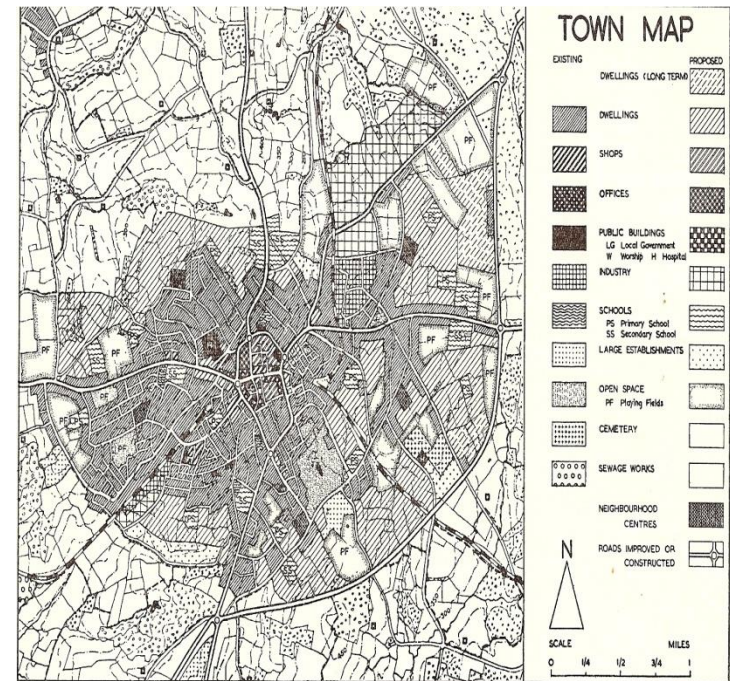 TOWN MAP
EXISTING
PROPOSED
DWELLINGS (LONG TERM)
DWELLINGS
SHOPS
OFFICES
PUBLIC BUILDINGS
LG Local Government
W Worship H Hospital
INDUSTRY
SCHOOLS
PS Primary School
SS Secondary School
LARGE ESTABLISHMENTS
OPEN SPACE
PF Playing Fields
CEMETERY
SEWAGE WORKS
NEIGHBOURHOOD
CENTRES
ROADS IMPROVED OR
CONSTRUCTED
N
SCALE
MILES
0 1/4 1/2 3/4 1
PF
PF
PF
PF
PF
PF
PF
PF
PF
SS
SS